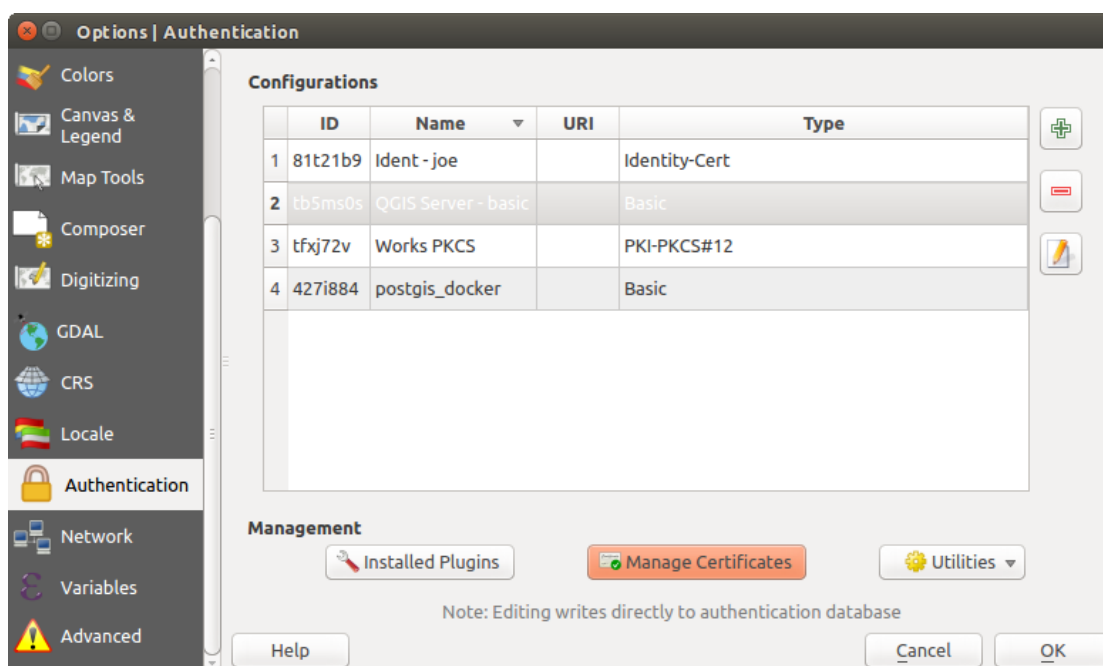 Options | Authentication
Colors
Canvas &
Legend
Map Tools
Composer
Digitizing
GDAL
CRS
Locale
Authentication
Network
Variables
Advanced
Configurations
ID Name URI Type
1 81t21b9 Ident - joe Identity-Cert
2 tb5ms0s QGIS Server - basic Basic
3 tfxj72v Works PKCS PKI-PKCS#12
4 427i884 postgis_docker Basic
Management
Installed Plugins Manage Certificates Utilities
Note: Editing writes directly to authentication database
Help Cancel OK